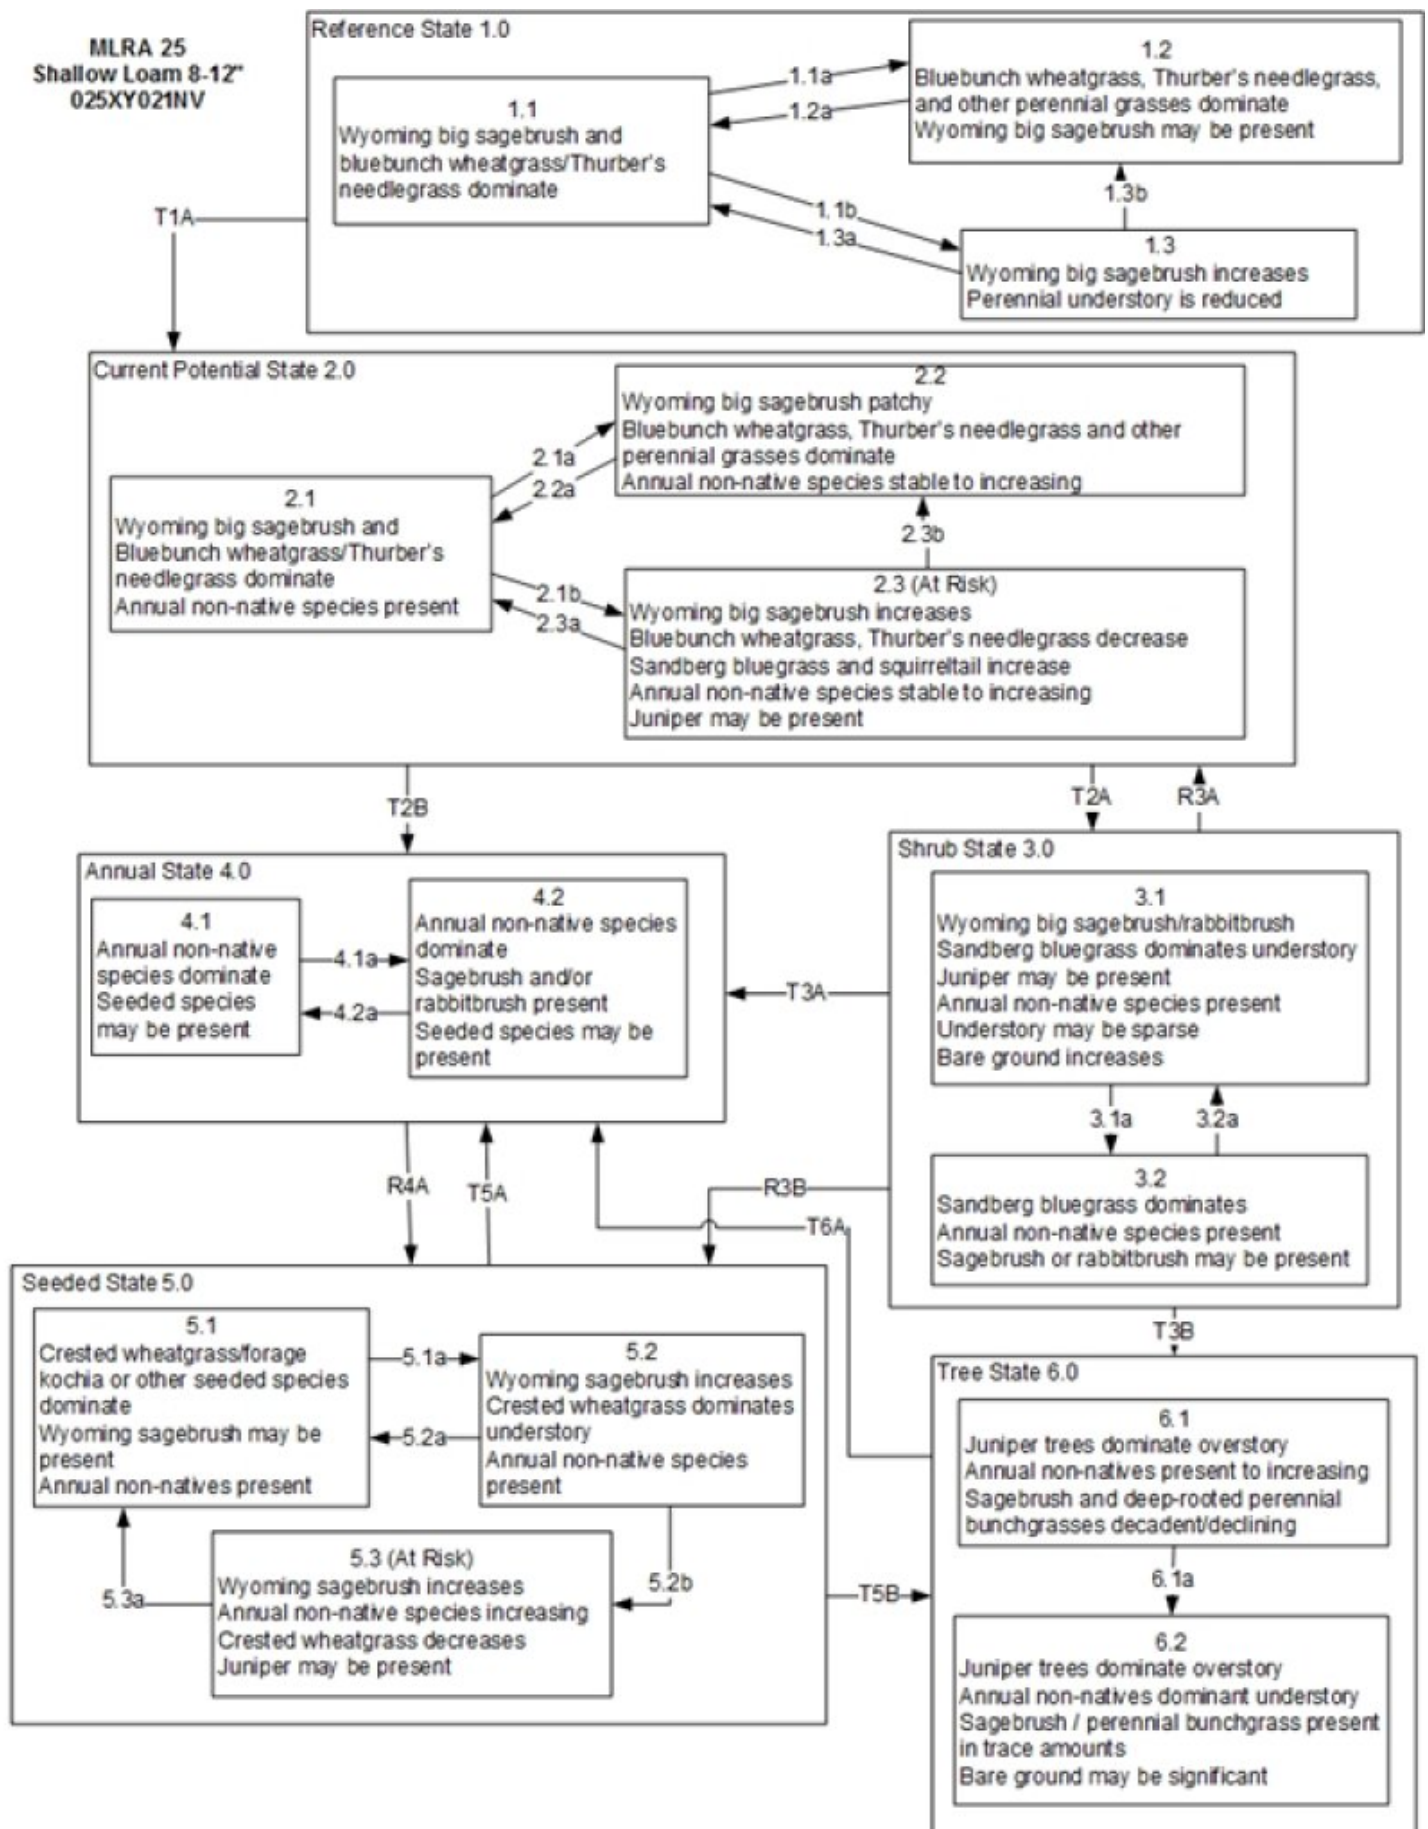 MLRA 25
Shallow Loam 8-12"
025XY021NV
Reference State 1.0
1.1
Wyoming big sagebrush and
bluebunch wheatgrass/Thurber's
needlegrass dominate
1.1a
1.2a
1.2
Bluebunch wheatgrass, Thurber's needlegrass,
and other perennial grasses dominate
Wyoming big sagebrush may be present
1.1b
1.3a
1.3b
1.3
Wyoming big sagebrush increases
Perennial understory is reduced
T1A
Current Potential State 2.0
2.1
Wyoming big sagebrush and
Bluebunch wheatgrass/Thurber's
needlegrass dominate
Annual non-native species present
2.1a
2.2a
2.2
Wyoming big sagebrush patchy
Bluebunch wheatgrass, Thurber's needlegrass and other
perennial grasses dominate
Annual non-native species stable to increasing
2.3b
2.1b
2.3a
2.3 (At Risk)
Wyoming big sagebrush increases
Bluebunch wheatgrass, Thurber's needlegrass decrease
Sandberg bluegrass and squirreltail increase
Annual non-native species stable to increasing
Juniper may be present
T2B
T2A
R3A
Annual State 4.0
4.1
Annual non-native
species dominate
Seeded species
may be present
4.1a
4.2a
4.2
Annual non-native species
dominate
Sagebrush and/or
rabbitbrush present
Seeded species may be
present
T3A
Shrub State 3.0
3.1
Wyoming big sagebrush/rabbitbrush
Sandberg bluegrass dominates understory
Juniper may be present
Annual non-native species present
Understory may be sparse
Bare ground increases
3.1a
3.2a
3.2
Sandberg bluegrass dominates
Annual non-native species present
Sagebrush or rabbitbrush may be present
R4A
T5A
R3B
T6A
T3B
Seeded State 5.0
5.1
Crested wheatgrass/forage
kochia or other seeded species
dominate
Wyoming sagebrush may be
present
Annual non-natives present
5.1a
5.2a
5.2
Wyoming sagebrush increases
Crested wheatgrass dominates
understory
Annual non-native species
present
5.3a
5.3 (At Risk)
Wyoming sagebrush increases
Annual non-native species increasing
Crested wheatgrass decreases
Juniper may be present
5.2b
T5B
Tree State 6.0
6.1
Juniper trees dominate overstory
Annual non-natives present to increasing
Sagebrush and deep-rooted perennial
bunchgrasses decadent/declining
6.1a
6.2
Juniper trees dominate overstory
Annual non-natives dominant understory
Sagebrush / perennial bunchgrass present
in trace amounts
Bare ground may be significant